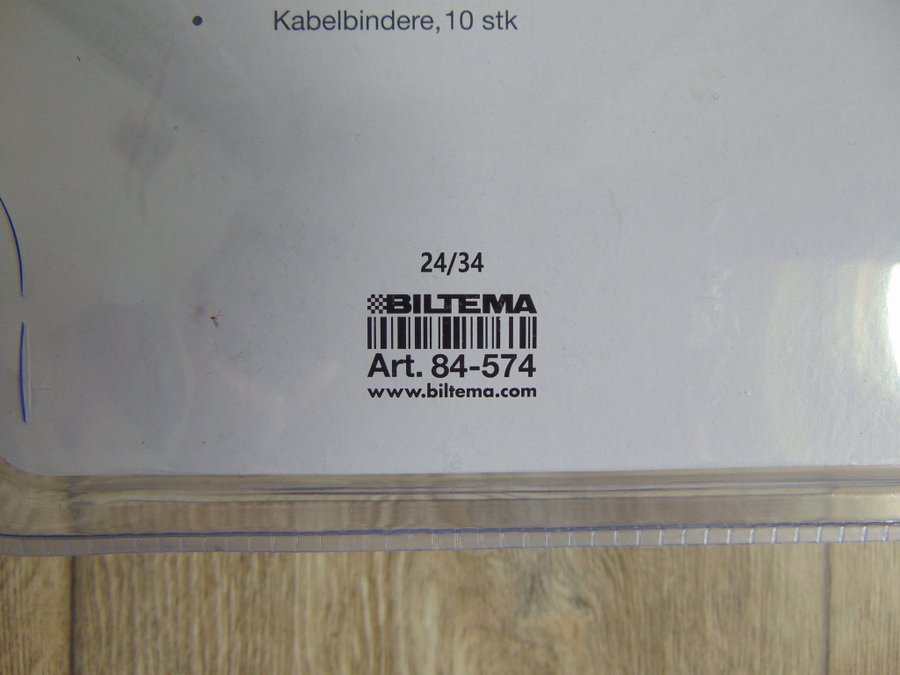 • Kabelbindere, 10 stk
24/34
BILTEMA
Art. 84-574
www.biltema.com